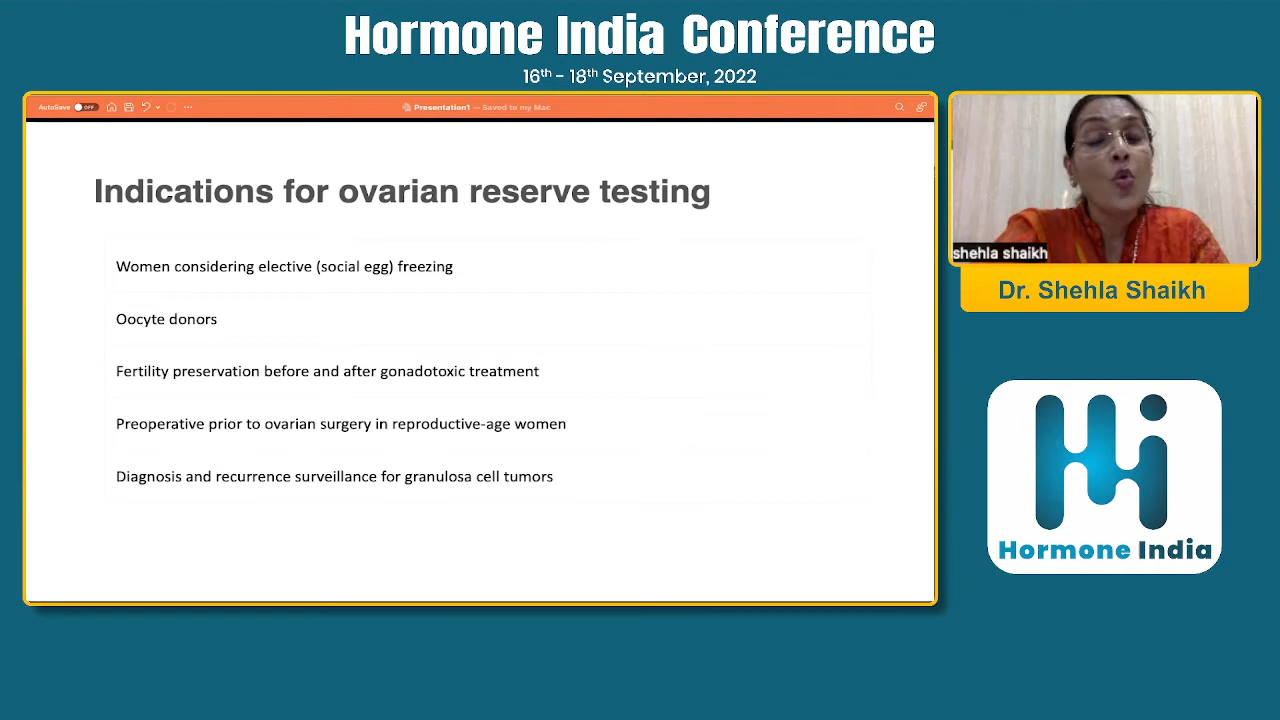 Hormone India Conference
16th - 18th September, 2022
AutoSave OFF
Presentation1 — Saved to my Mac
Indications for ovarian reserve testing
Women considering elective (social egg) freezing
Oocyte donors
Fertility preservation before and after gonadotoxic treatment
Preoperative prior to ovarian surgery in reproductive-age women
Diagnosis and recurrence surveillance for granulosa cell tumors
shehla shaikh
Dr. Shehla Shaikh
Hi
Hormone India